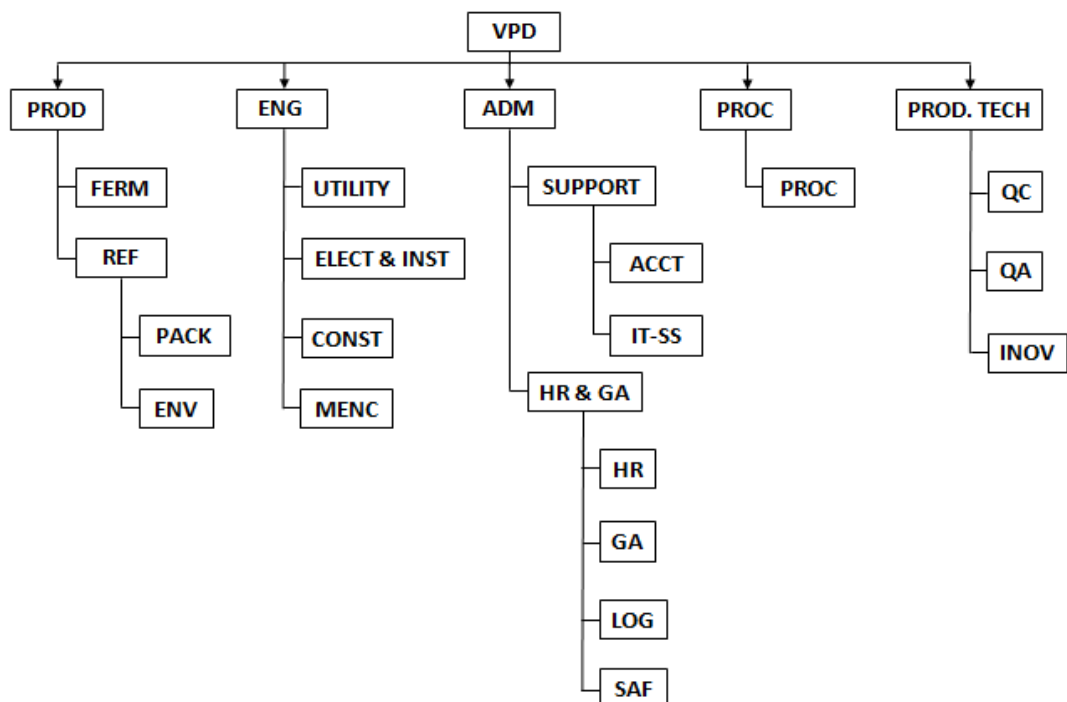 VPD
PROD
ENG
ADM
PROC
PROD. TECH
FERM
UTILITY
SUPPORT
PROC
QC
REF
ELECT & INST
ACCT
QA
PACK
CONST
IT-SS
INOV
ENV
MENC
HR & GA
HR
GA
LOG
SAF